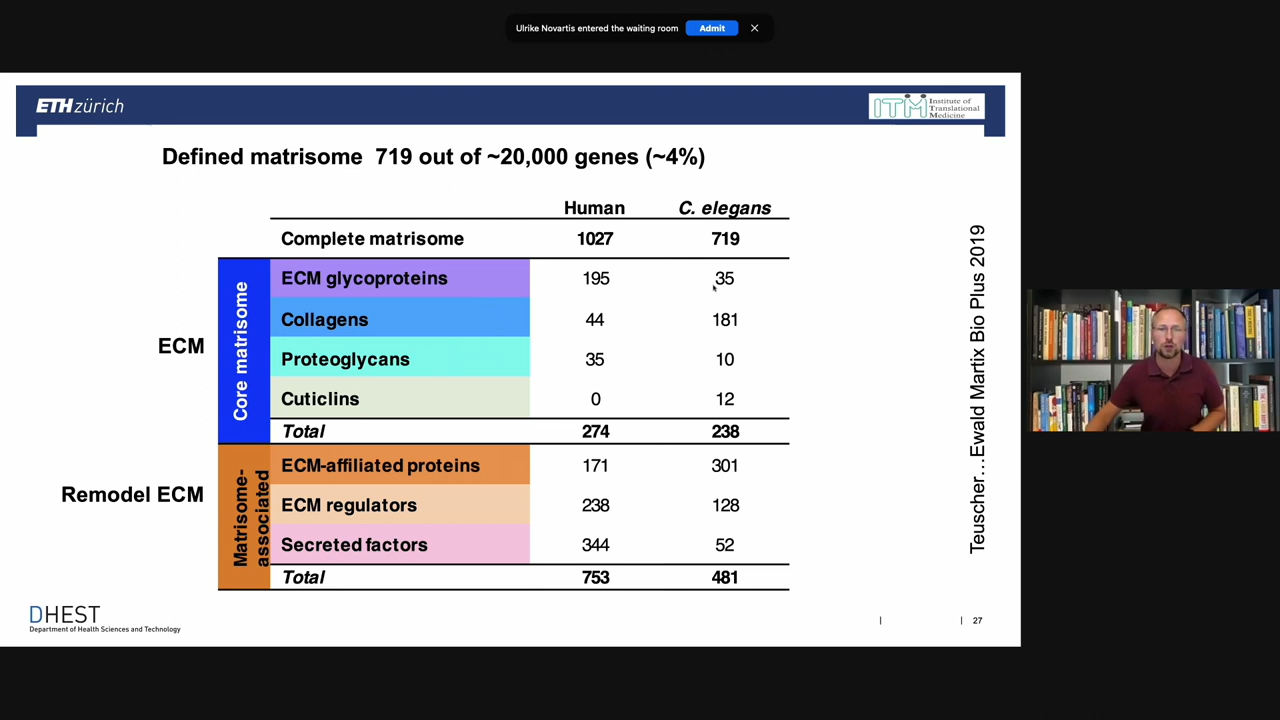 Ulrike Novartis entered the waiting room Admit
ETH zürich
ITM Institute of Translational Medicine
Defined matrisome 719 out of ~20,000 genes (~4%)
Human C. elegans
Complete matrisome 1027 719
ECM
Core matrisome
ECM glycoproteins 195 35
Collagens 44 181
Proteoglycans 35 10
Cuticlins 0 12
Total 274 238
Remodel ECM
Matrisome-
associated
ECM-affiliated proteins 171 301
ECM regulators 238 128
Secreted factors 344 52
Total 753 481
Teuscher...Ewald Martix Bio Plus 2019
DHEST
Department of Health Sciences and Technology
| | 27